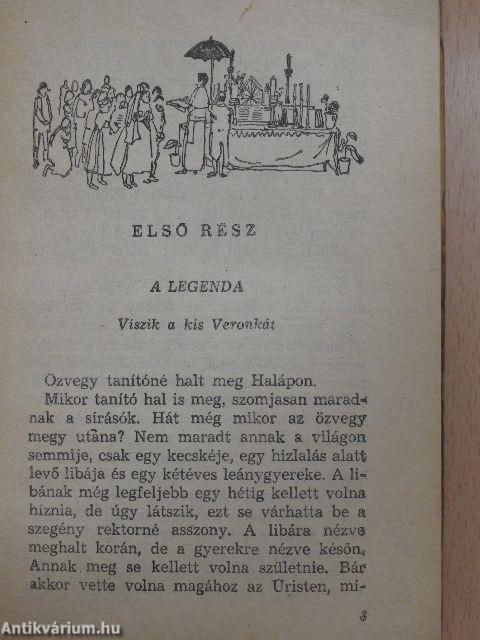 ELSŐ RÉSZ
A LEGENDA
Viszik a kis Veronkát
Özvegy tanítóné halt meg Halápon.
Mikor tanító hal is meg, szomjasan marad-
nak a sírásók. Hát még mikor az özvegy
megy utána? Nem maradt annak a világon
semmije, csak egy kecskéje, egy hizlalás alatt
levő libája és egy kétéves leánygyereke. A li-
bának még legfeljebb egy hétig kellett volna
híznia, de úgy látszik, ezt se várhatta be a
szegény rektorné asszony. A libára nézve
meghalt korán, de a gyerekre nézve későn.
Annak meg se kellett volna születnie. Bár
akkor vette volna magához az Úristen, mi-
3
Antikvárium.hu